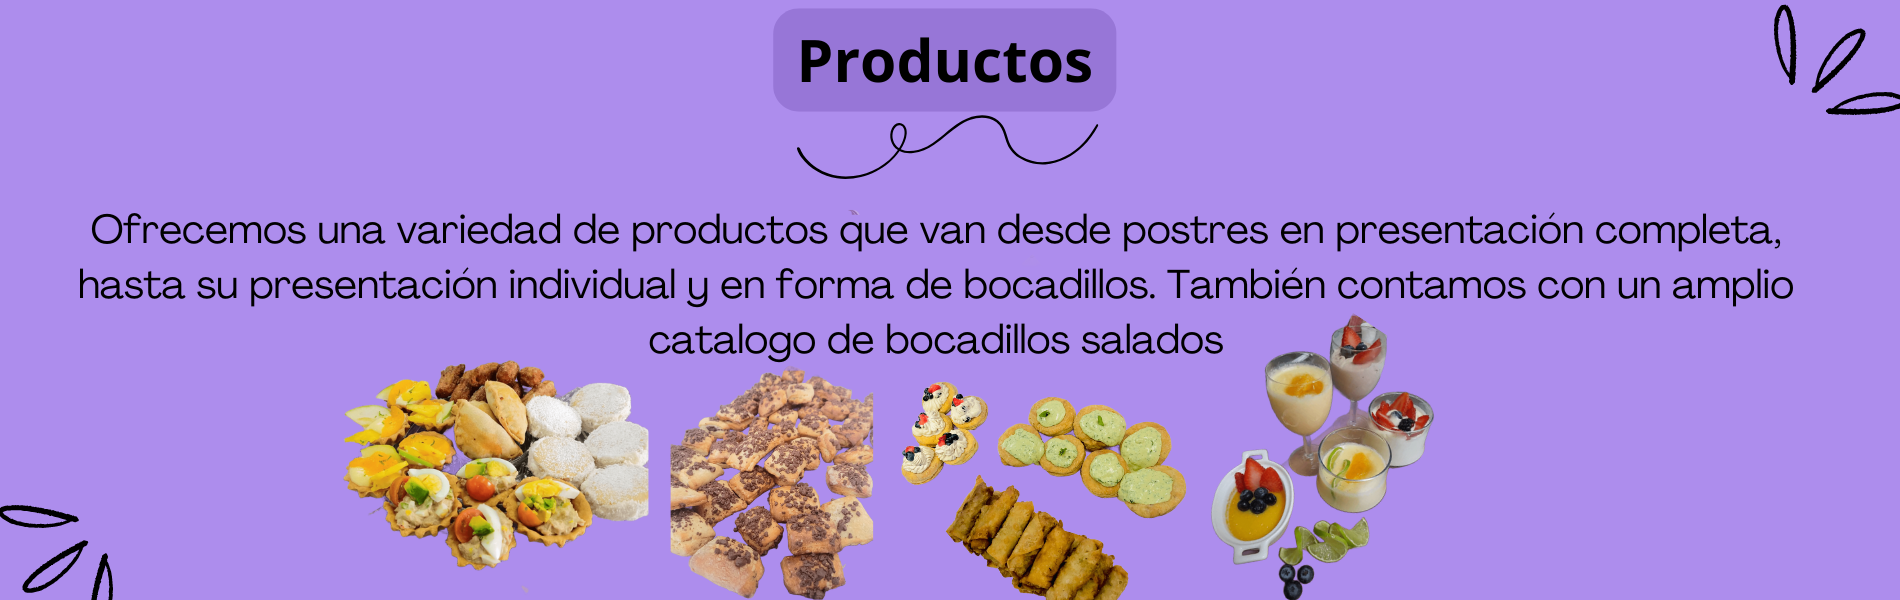 Productos
Ofrecemos una variedad de productos que van desde postres en presentación completa,
hasta su presentación individual y en forma de bocadillos. También contamos con un amplio
catalogo de bocadillos salados